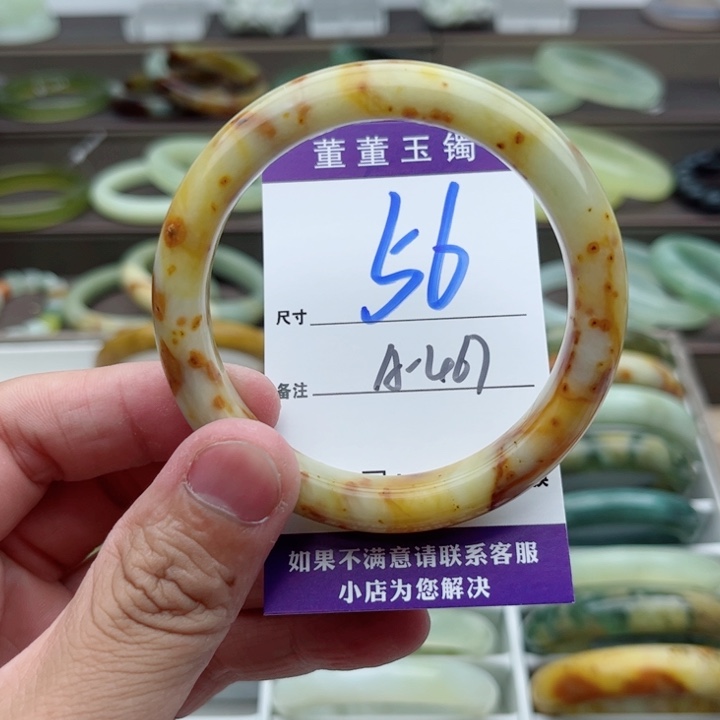 董董玉镯
尺寸 56
备注 A-467
如果不满意请联系客服
小店为您解决